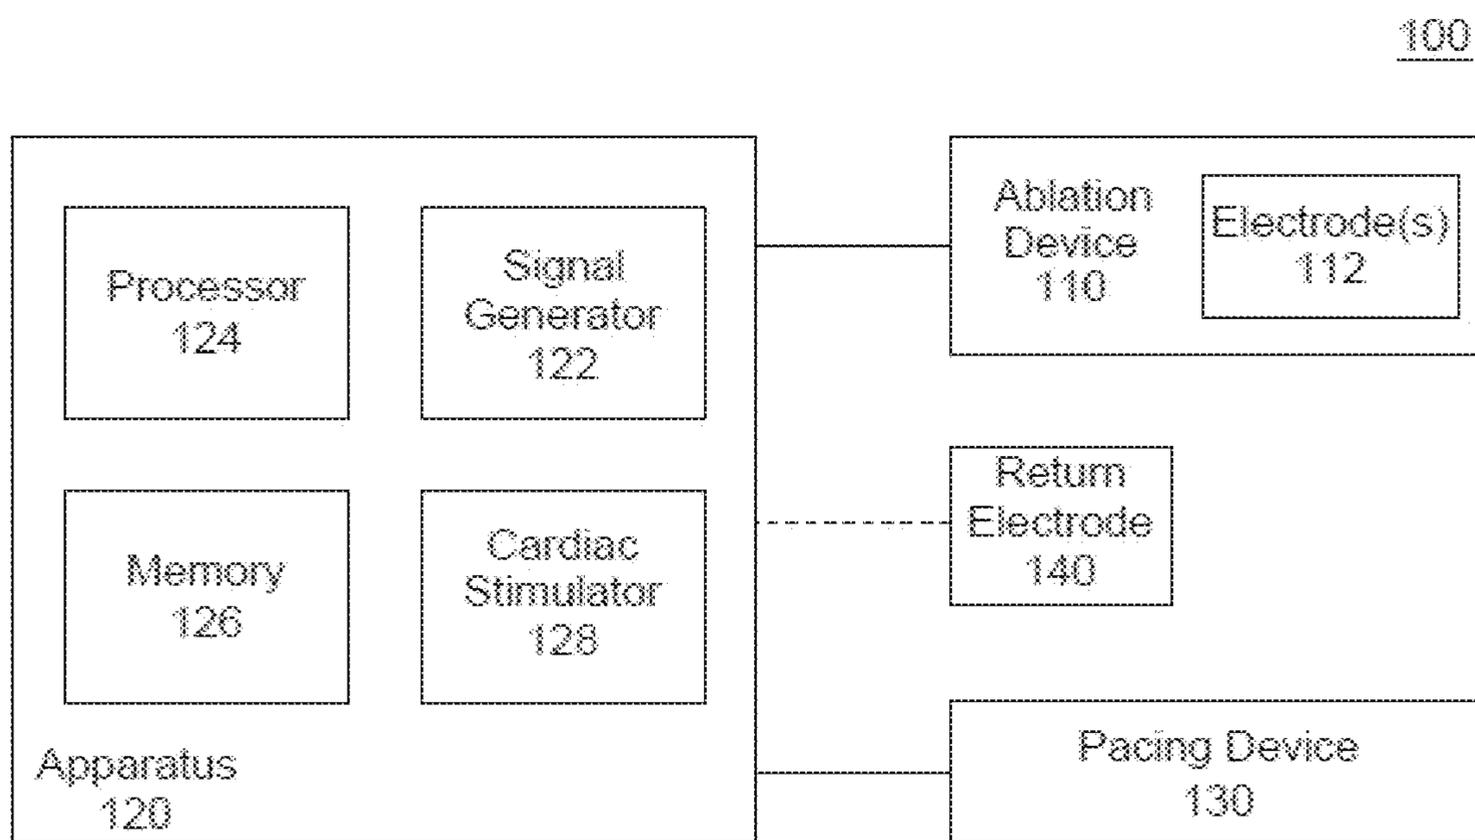 100
Processor
124
Signal
Generator
122
Memory
126
Cardiac
Stimulator
128
Apparatus
120
Ablation
Device
110
Electrode(s)
112
Return
Electrode
140
Pacing Device
130